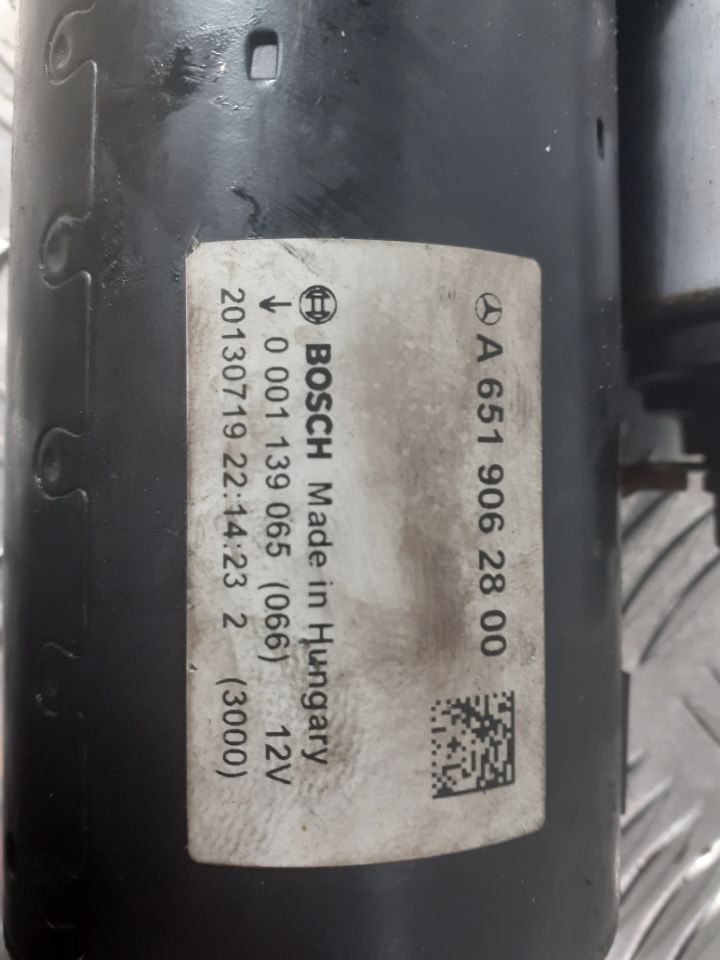 A 651 906 28 00
BOSCH Made in Hungary
0 001 139 065 (066) 12V
20130719 22:14:23 2 (3000)